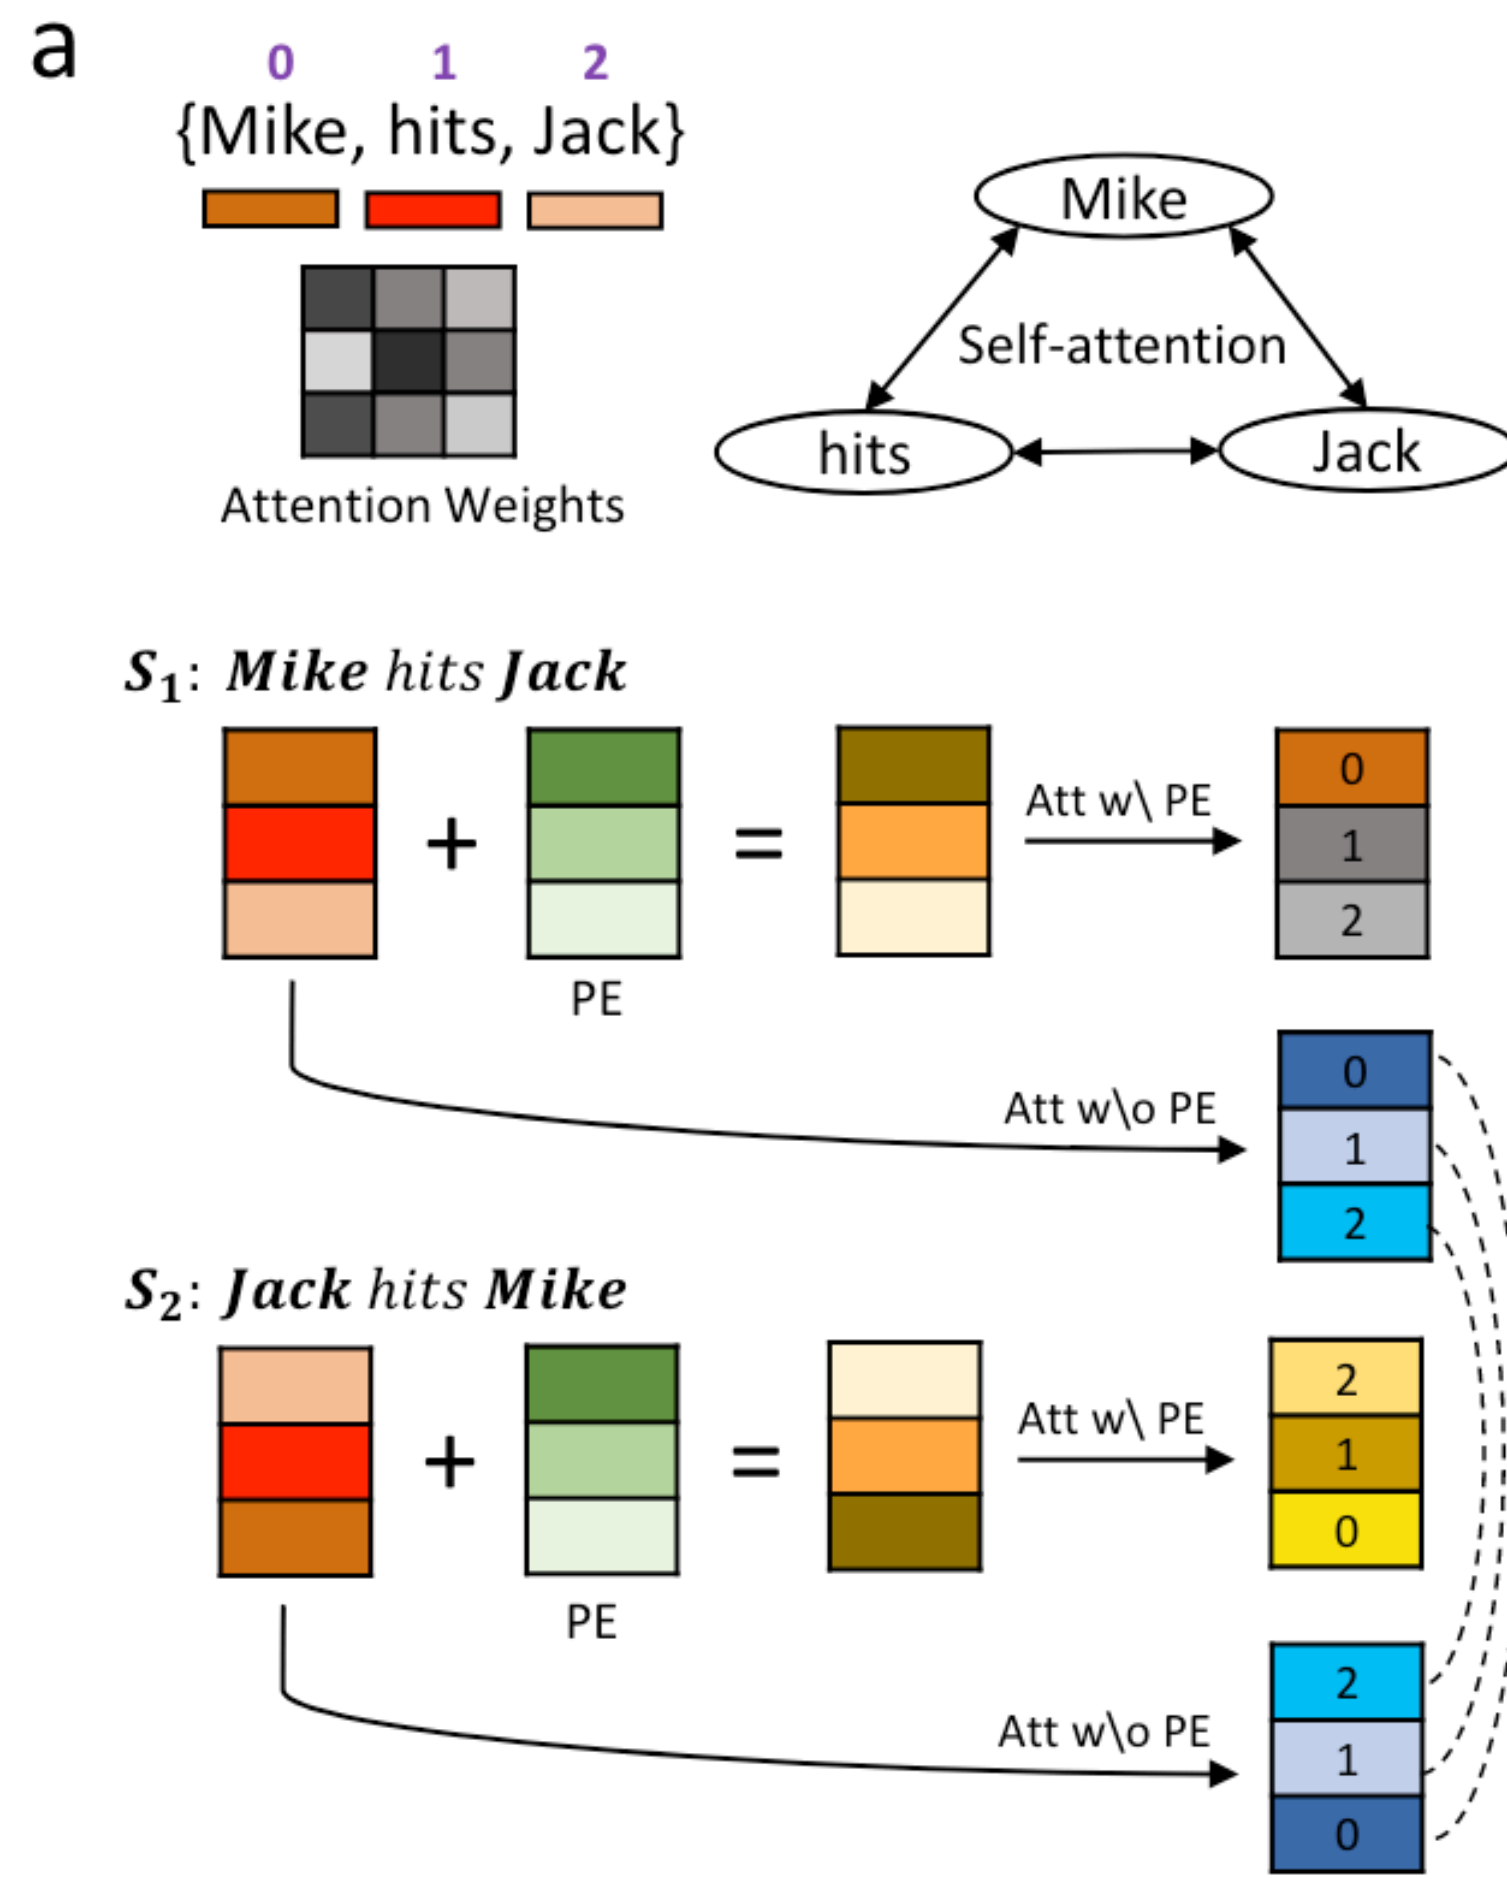 a
0 1 2
{Mike, hits, Jack}
Attention Weights
Mike
Self-attention
hits
Jack
S₁: Mike hits Jack
+
=
PE
Att w\ PE
0
1
2
Att w\o PE
0
1
2
S₂: Jack hits Mike
+
=
PE
Att w\ PE
2
1
0
Att w\o PE
2
1
0